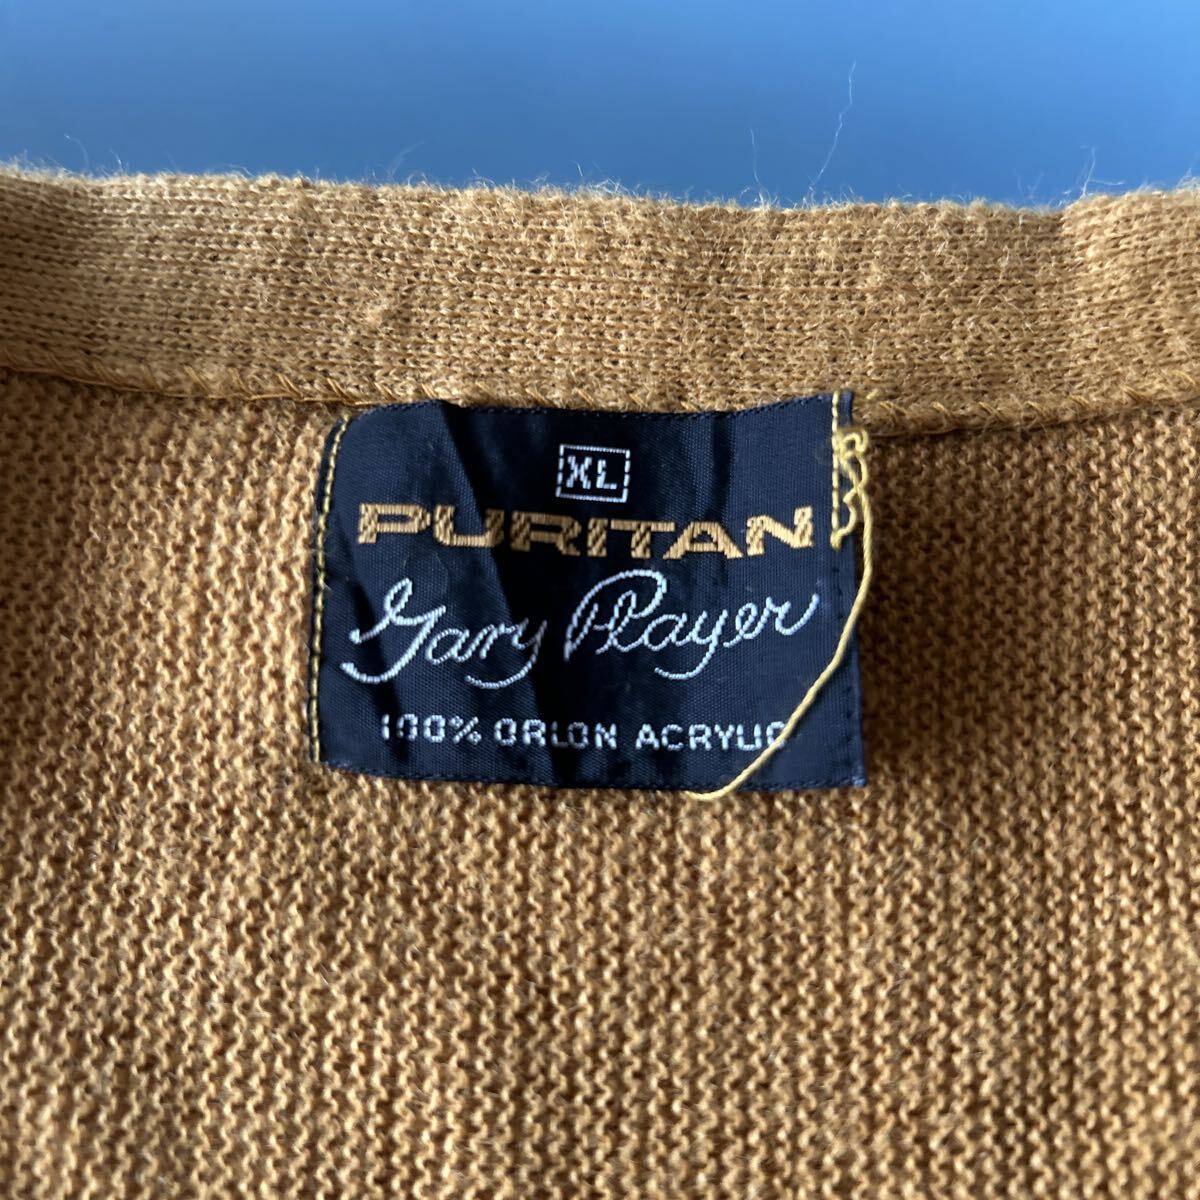 XL
PURITAN
Gary Player
100% ORLON ACRYLIC